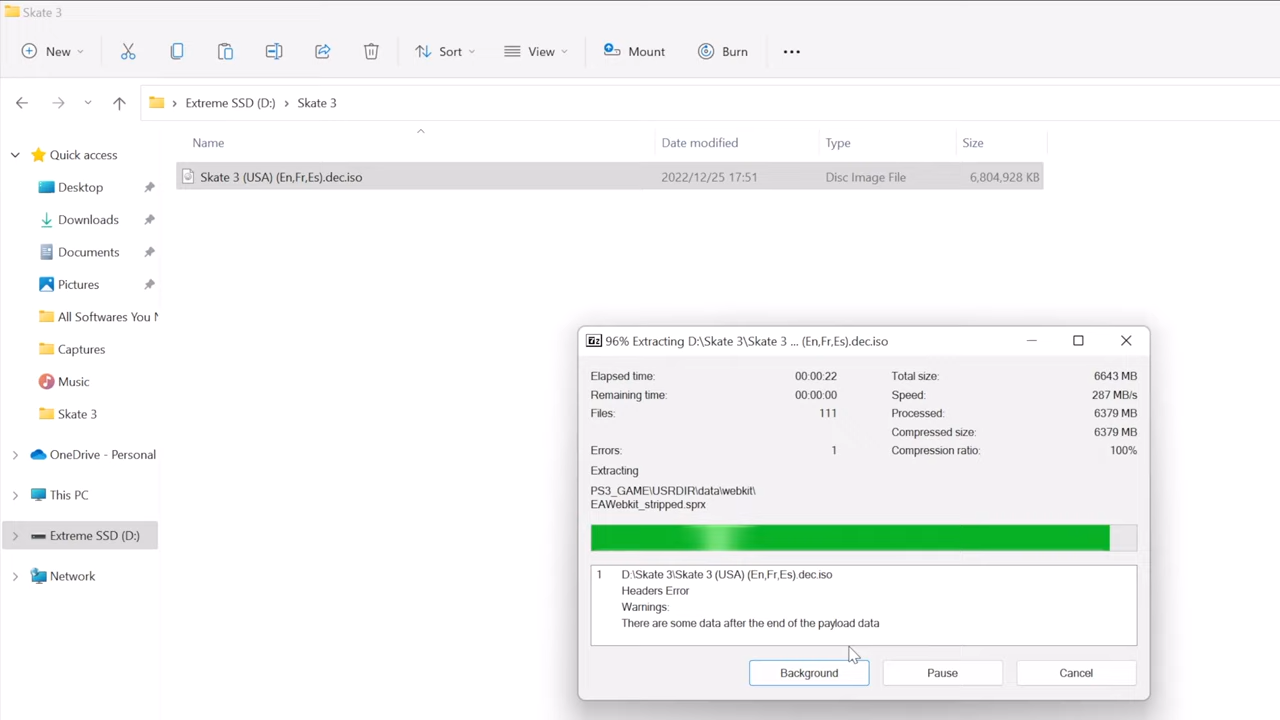 Skate 3
New
Sort
View
Mount
Burn
Extreme SSD (D:)
Skate 3
Name
Date modified
Type
Size
Quick access
Skate 3 (USA) (En,Fr,Es).dec.iso
2022/12/25 17:51
Disc Image File
6,804,928 KB
Desktop
Downloads
Documents
Pictures
All Softwares You N
Captures
Music
Skate 3
OneDrive - Personal
This PC
Extreme SSD (D:)
Network
7z
96% Extracting D:\Skate 3\Skate 3 ... (En,Fr,Es).dec.iso
Elapsed time: 00:00:22
Total size: 6643 MB
Remaining time: 00:00:00
Speed: 287 MB/s
Files: 111
Processed: 6379 MB
Compressed size: 6379 MB
Errors: 1
Compression ratio: 100%
Extracting
PS3_GAME\USRDIR\data\webkit\
EAWebkit_stripped.sprx
1 D:\Skate 3\Skate 3 (USA) (En,Fr,Es).dec.iso
Headers Error
Warnings:
There are some data after the end of the payload data
Background
Pause
Cancel